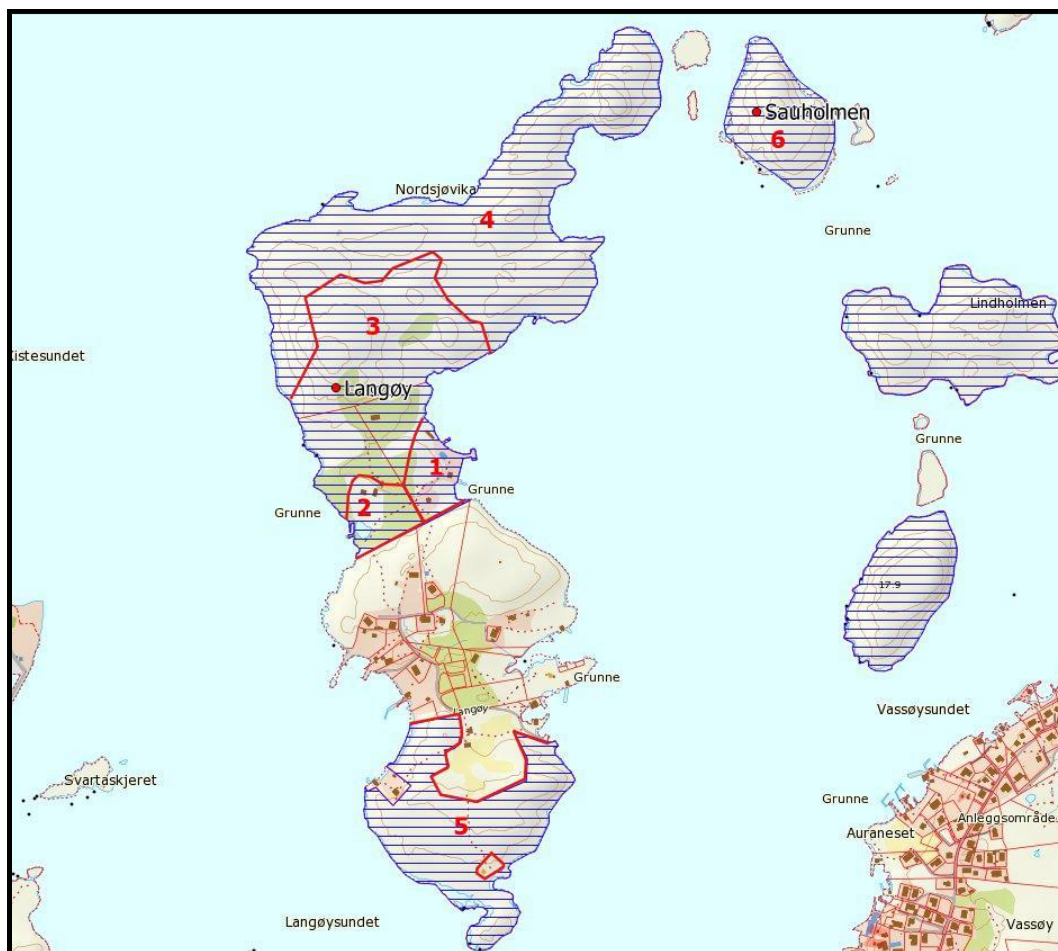 Sauholmen
6
Nordsjøvika
4
Grunne
Lindholmen
3
Kistesundet
Langøy
Grunne
1
Grunne
2
Grunne
17.9
Grunne
Langøy
Vassøysundet
Svartaskjeret
Grunne
Anleggsområde
5
Auraneset
Langøysundet
Vassøy